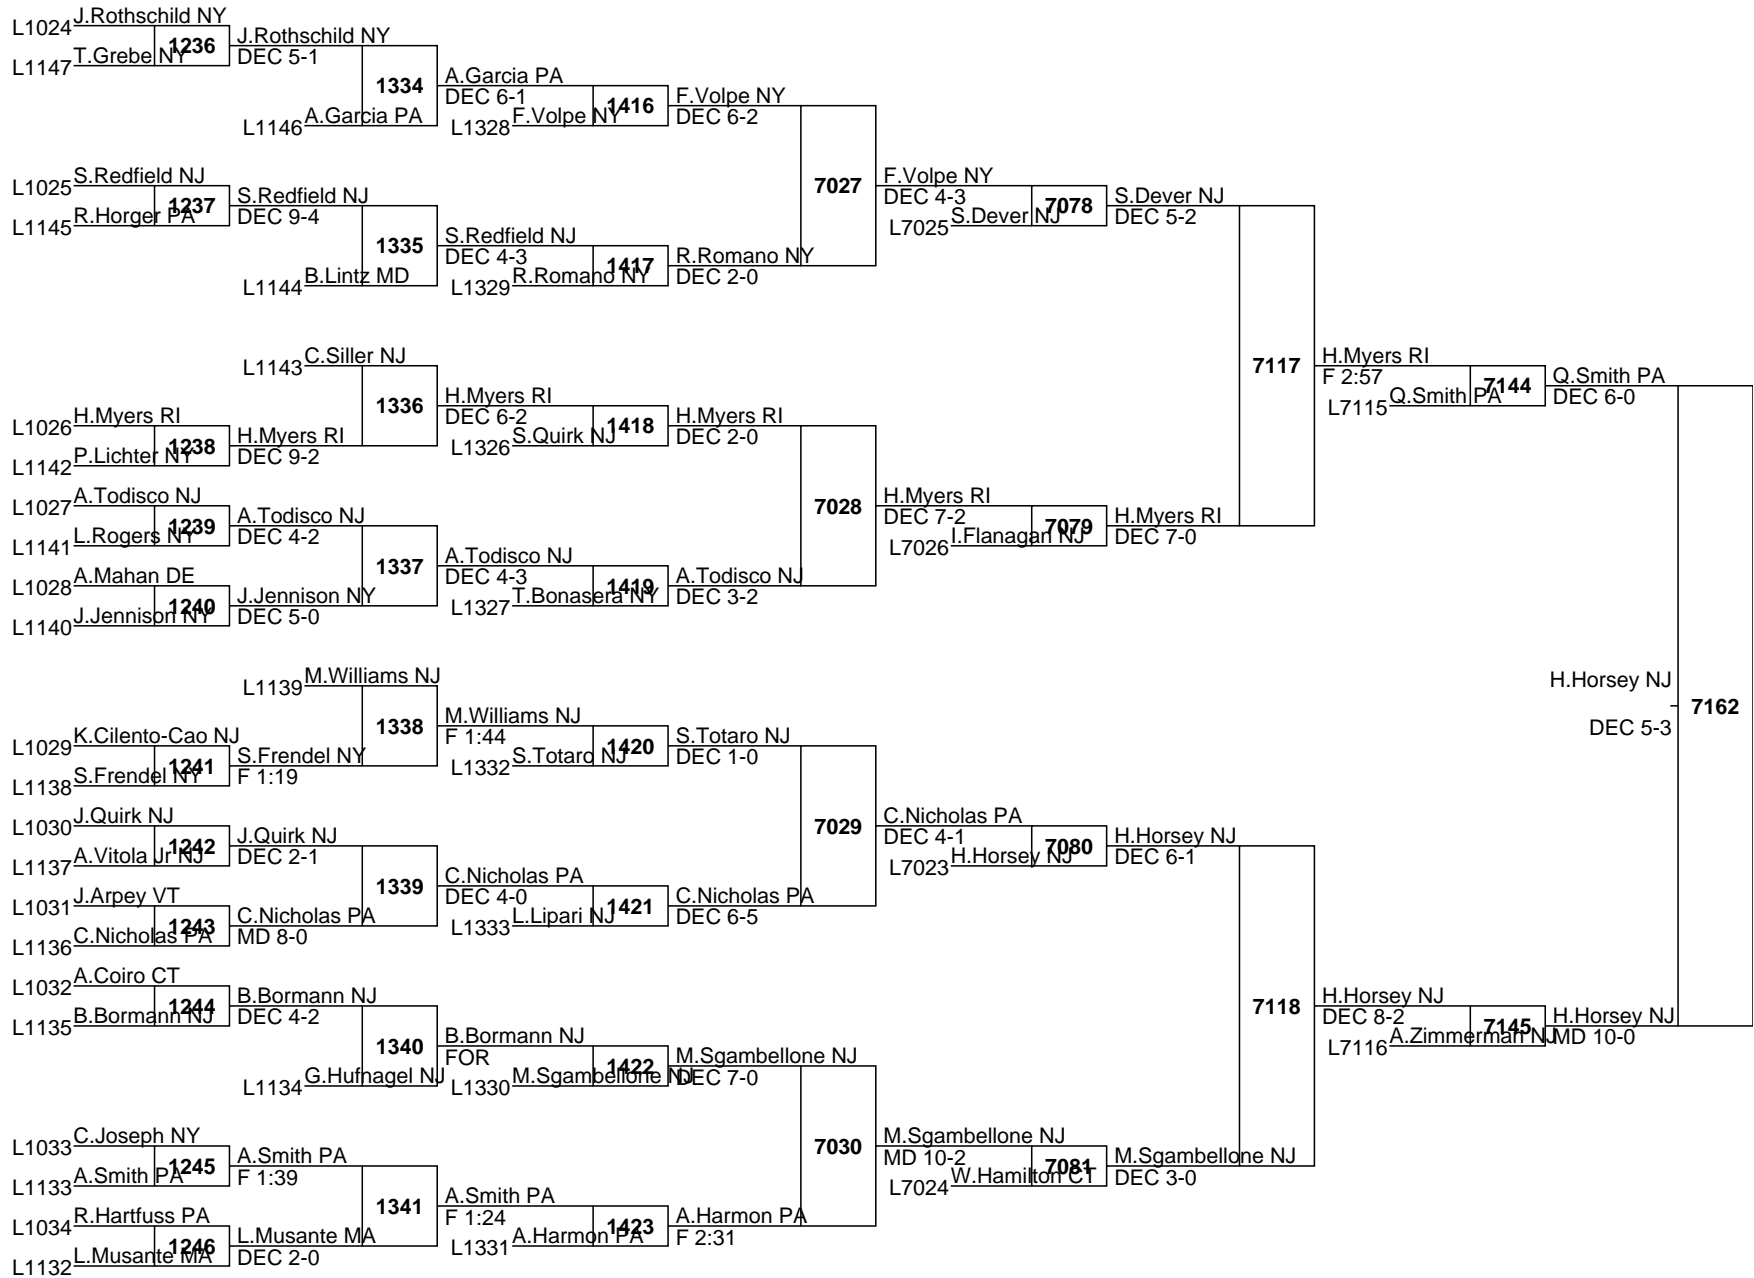 L1024 J.Rothschild NY
1236
L1147 T.Grebe NY
J.Rothschild NY
DEC 5-1
1334
L1146 A.Garcia PA
A.Garcia PA
DEC 6-1
1416
L1328 F.Volpe NY
F.Volpe NY
DEC 6-2
L1025 S.Redfield NJ
1237
L1145 R.Horger PA
S.Redfield NJ
DEC 9-4
1335
L1144 B.Lintz MD
S.Redfield NJ
DEC 4-3
1417
L1329 R.Romano NY
R.Romano NY
DEC 2-0
7027
F.Volpe NY
DEC 4-3
7078
L7025 S.Dever NJ
S.Dever NJ
DEC 5-2
L1143 C.Siller NJ
1336
L1026 H.Myers RI
1238
L1142 P.Lichter NY
H.Myers RI
DEC 9-2
H.Myers RI
DEC 6-2
1418
L1326 S.Quirk NJ
H.Myers RI
DEC 2-0
L1027 A.Todisco NJ
1239
L1141 L.Rogers NY
A.Todisco NJ
DEC 4-2
1337
L1028 A.Mahan DE
1240
L1140 J.Jennison NY
J.Jennison NY
DEC 5-0
A.Todisco NJ
DEC 4-3
1419
L1327 T.Bonasera NY
A.Todisco NJ
DEC 3-2
7028
H.Myers RI
DEC 7-2
7079
L7026 I.Flanagan NJ
H.Myers RI
DEC 7-0
7117
H.Myers RI
F 2:57
7144
L7115 Q.Smith PA
Q.Smith PA
DEC 6-0
L1139 M.Williams NJ
1338
L1029 K.Cilento-Cao NJ
1241
L1138 S.Frendel NY
S.Frendel NY
F 1:19
M.Williams NJ
F 1:44
1420
L1332 S.Totaro NJ
S.Totaro NJ
DEC 1-0
L1030 J.Quirk NJ
1242
L1137 A.Vitola Jr NJ
J.Quirk NJ
DEC 2-1
1339
L1031 J.Arpey VT
1243
L1136 C.Nicholas PA
C.Nicholas PA
MD 8-0
C.Nicholas PA
DEC 4-0
1421
L1333 L.Lipari NJ
C.Nicholas PA
DEC 6-5
7029
C.Nicholas PA
DEC 4-1
7080
L7023 H.Horsey NJ
H.Horsey NJ
DEC 6-1
L1032 A.Coiro CT
1244
L1135 B.Bormann NJ
B.Bormann NJ
DEC 4-2
1340
L1134 G.Hufnagel NJ
B.Bormann NJ
FOR
1422
L1330 M.Sgambellone NJ
M.Sgambellone NJ
DEC 7-0
L1033 C.Joseph NY
1245
L1133 A.Smith PA
A.Smith PA
F 1:39
1341
L1034 R.Hartfuss PA
1246
L1132 L.Musante MA
L.Musante MA
DEC 2-0
A.Smith PA
F 1:24
1423
L1331 A.Harmon PA
A.Harmon PA
F 2:31
7030
M.Sgambellone NJ
MD 10-2
7081
L7024 W.Hamilton CT
M.Sgambellone NJ
DEC 3-0
7118
H.Horsey NJ
DEC 8-2
7145
L7116 A.Zimmerman NJ
H.Horsey NJ
MD 10-0
H.Horsey NJ
7162
DEC 5-3